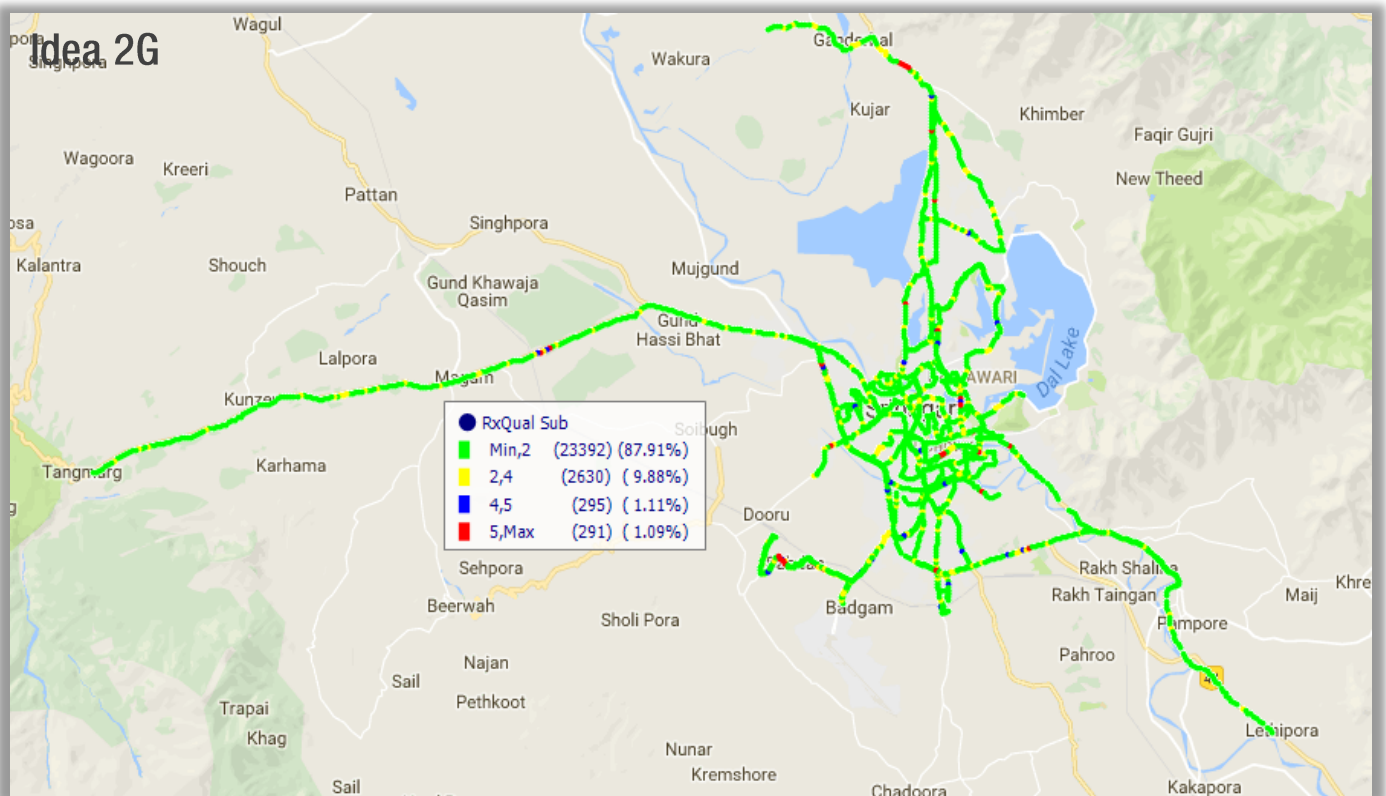 Idea 2G
Wagul
Singhpora
Wakura
Kujar
Khimber
Faqir Gujri
Wagoora
Kreeri
New Theed
Pattan
Singhpora
Kalantra
Shouch
Mujgund
Gund Khawaja
Qasim
Gund
Hassi Bhat
Lalpora
Dal Lake
Magam
AWARI
Soibugh
RxQual Sub
Min,2 (23392) (87.91%)
2,4 (2630) ( 9.88%)
4,5 (295) ( 1.11%)
5,Max (291) ( 1.09%)
Tangmarg
Karhama
Dooru
Sehpora
Rakh Shalina
Rakh Taingan
Maij
Khre
Beerwah
Badgam
Sholi Pora
Pampore
Najan
Pahroo
Sail
Pethkoot
Trapai
Khag
Lethipora
Nunar
Kremshore
Sail
Chadoora
Kakapora